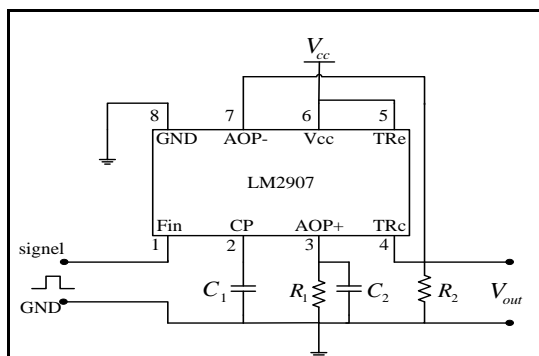 Vcc
8 7 6 5
GND AOP- Vcc TRe
LM2907
Fin CP AOP+ TRc
1 2 3 4
signel
GND
C1 R1 C2 R2 Vout